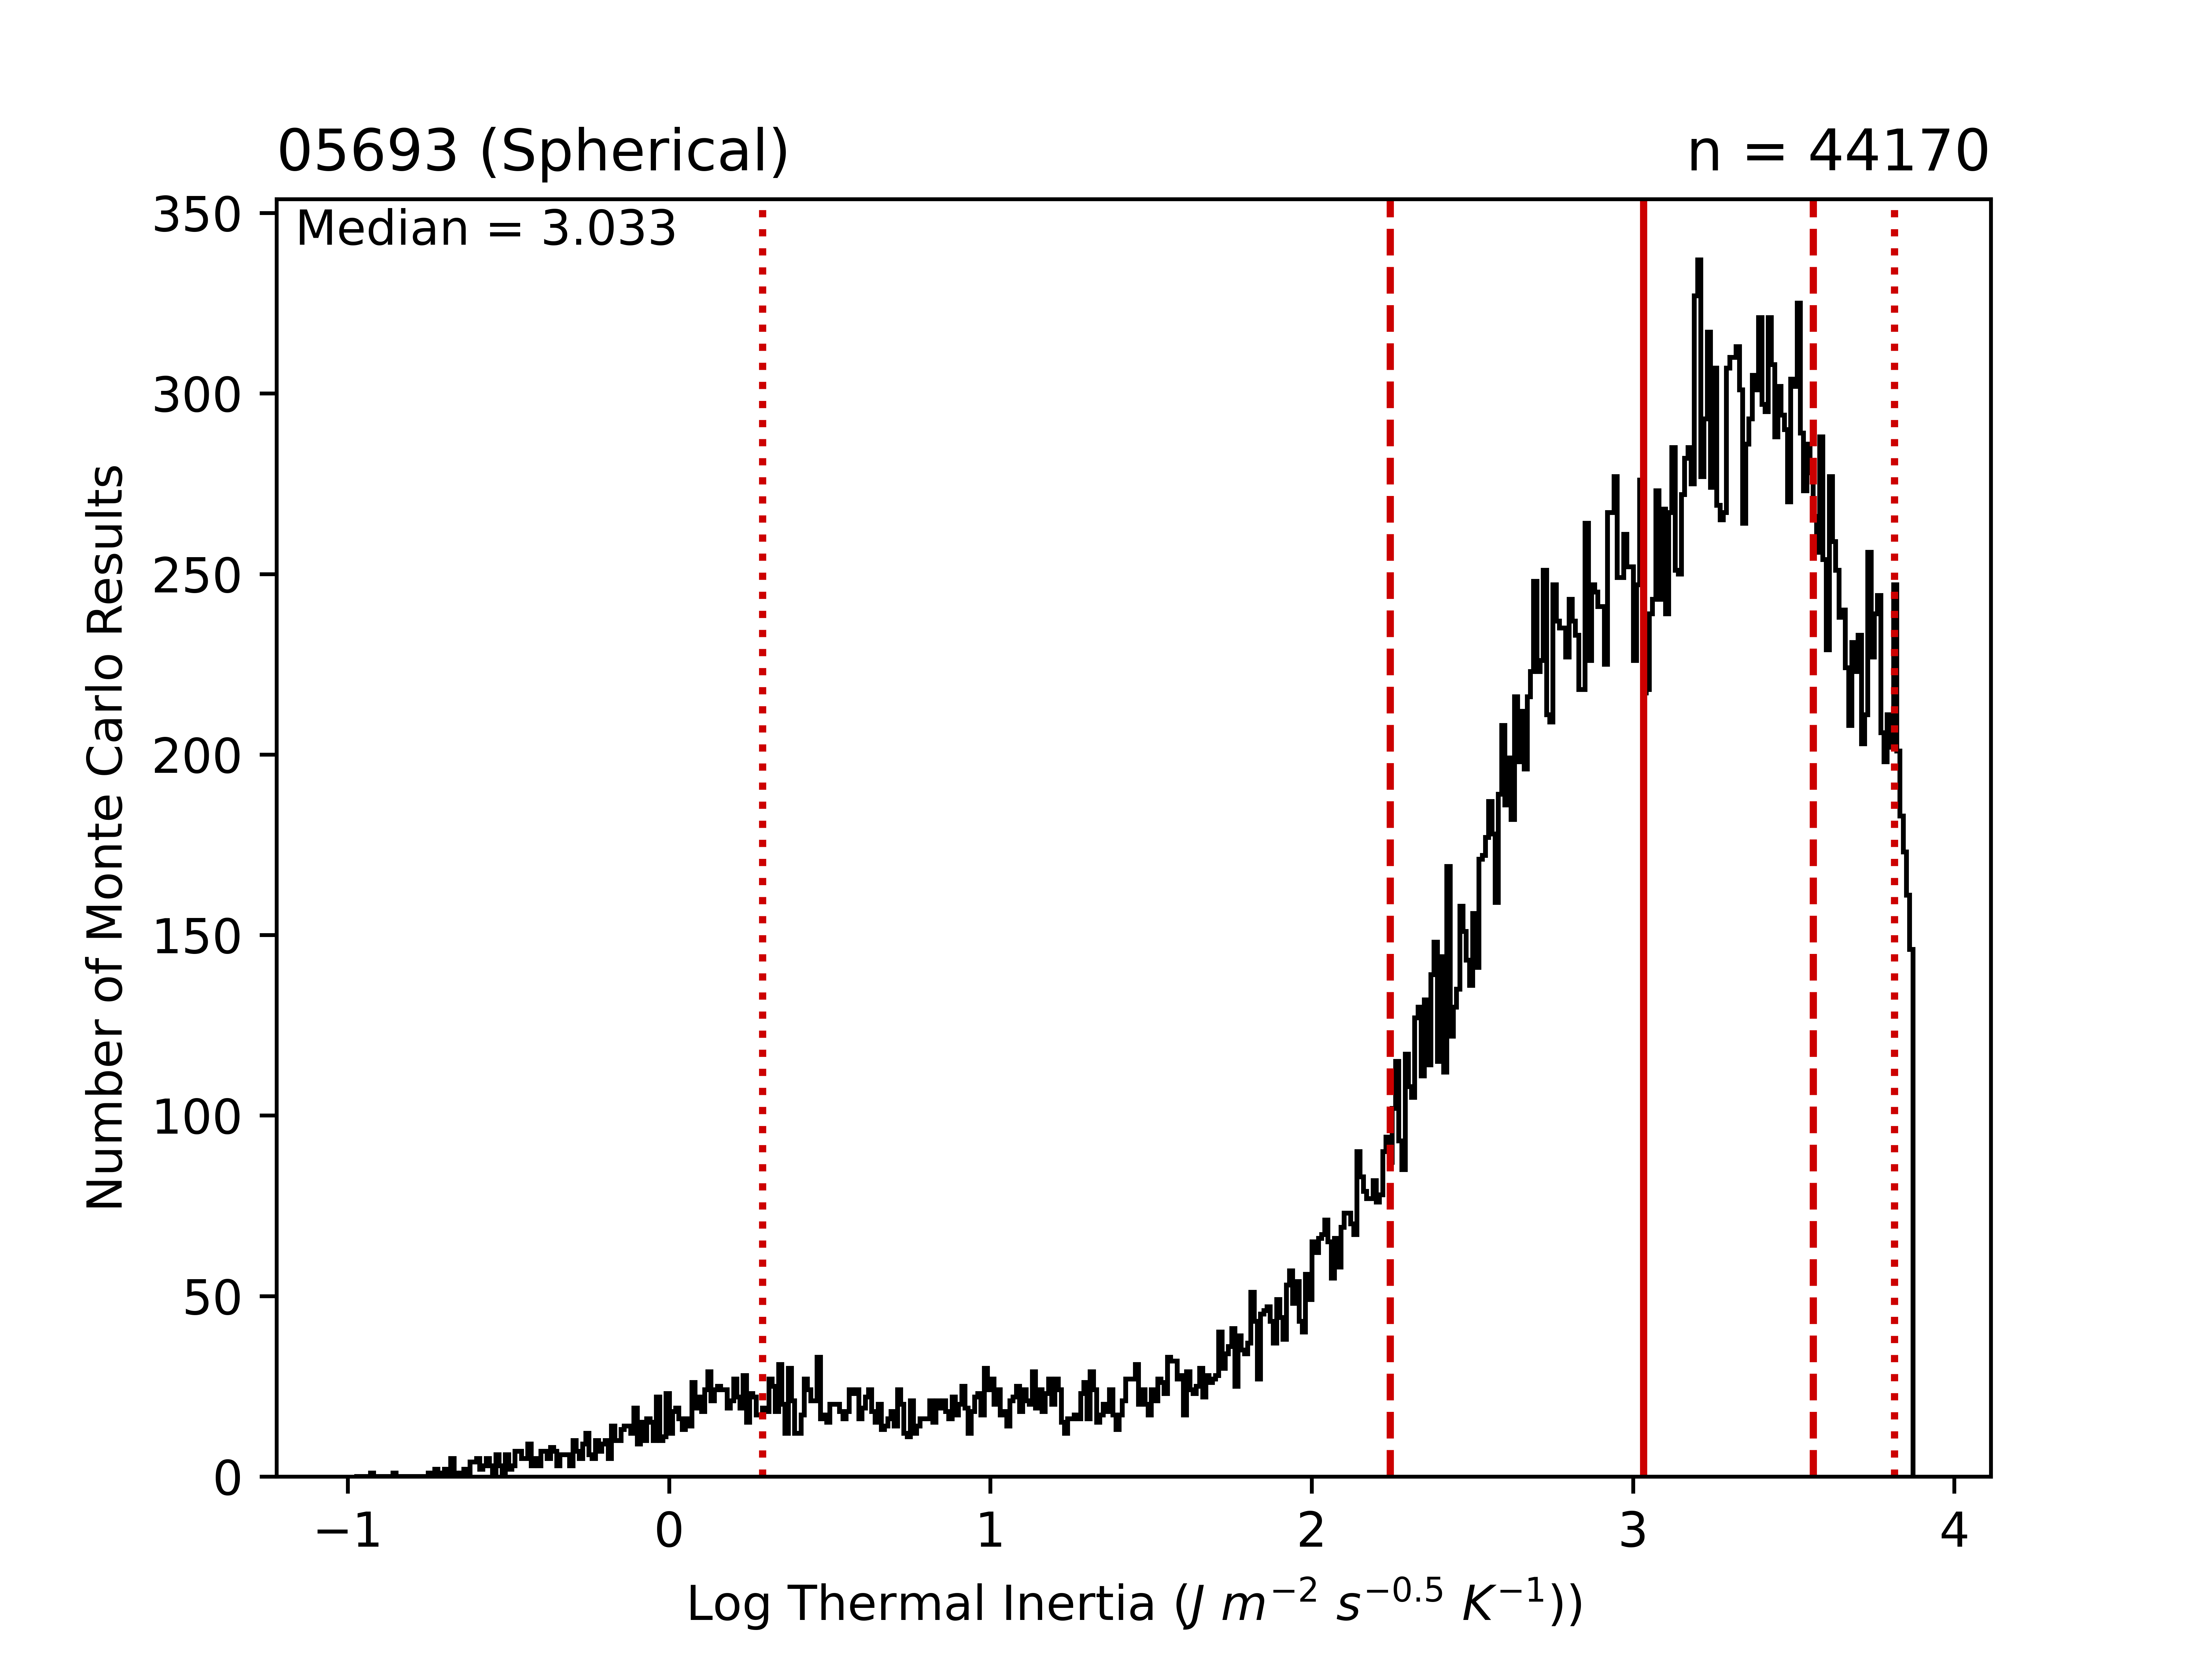 05693 (Spherical)
n = 44170
Median = 3.033
350
300
250
200
150
100
50
0
Number of Monte Carlo Results
−1 0 1 2 3 4
Log Thermal Inertia (J m⁻² s⁻⁰·⁵ K⁻¹))